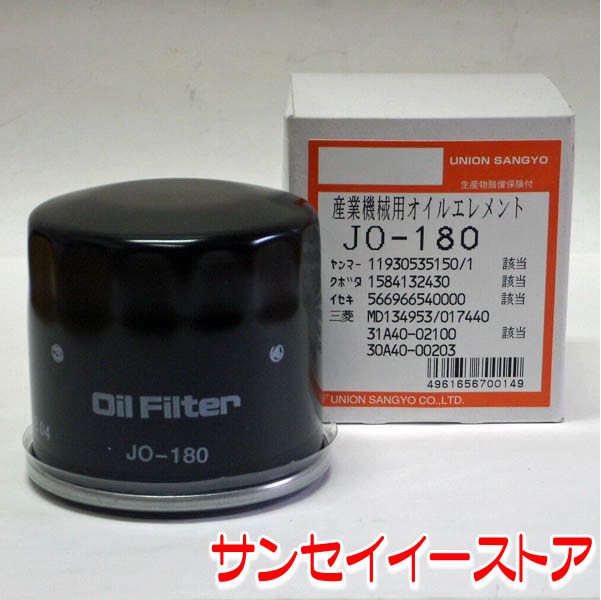 UNION SANGYO
生産物賠償保険付
産業機械用オイルエレメント
JO-180
ヤンマー 11930535150/1 該当
クボタ 1584132430 該当
イセキ 566966540000 該当
三菱 MD134953/017440
31A40-02100 該当
30A40-00203
4961656700149
UNION SANGYO CO.,LTD.
Oil Filter
JO-180
サンセイイーストア